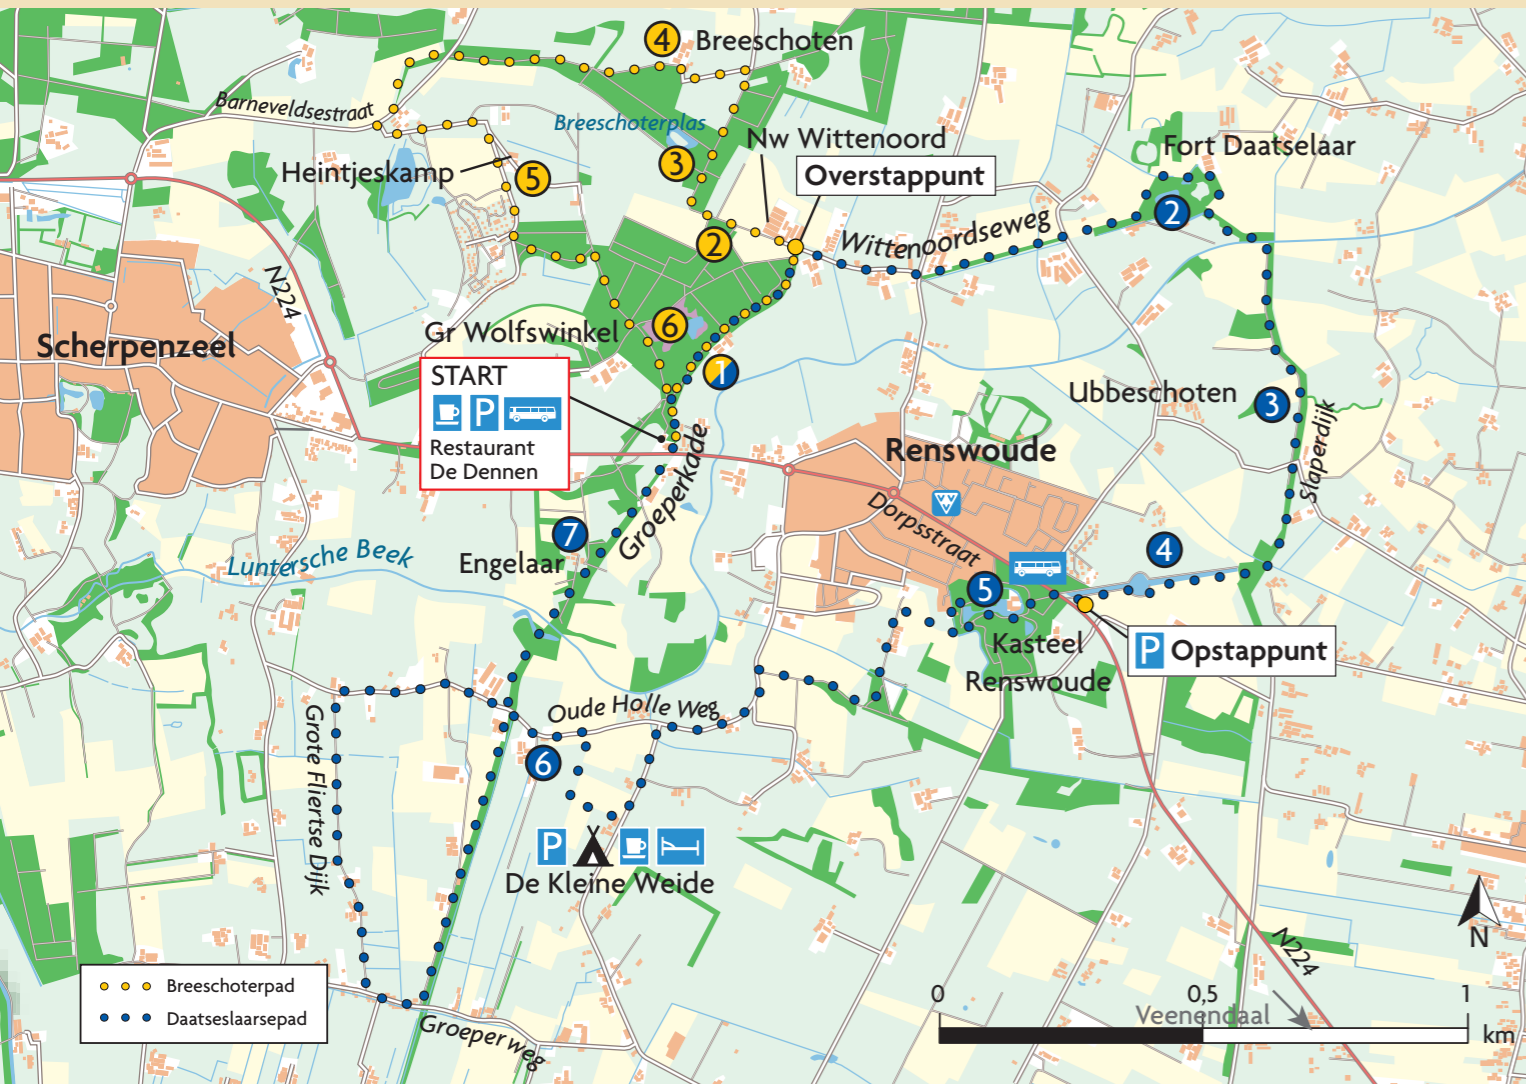 4
Breeschoten
Barneveldsestraat
Breeschoterplas
Nw Wittenoord
Fort Daatselaar
3
Heintjeskamp
5
Overstappunt
2
2
Wittenoordseweg
N224
6
Gr Wolfswinkel
Scherpenzeel
START
P
Restaurant
De Dennen
1
Ubbeschoten
3
Slaperdijk
Groeperkade
Renswoude
Dorpsstraat
7
Engelaar
Luntersche Beek
4
5
Kasteel
Renswoude
P Opstappunt
Oude Holle Weg
Grote Fliertse Dijk
6
P
De Kleine Weide
N224
N
Breeschoterpad
Daatseslaarsepad
Groeperweg
0 0,5 1
Veenendaal
km